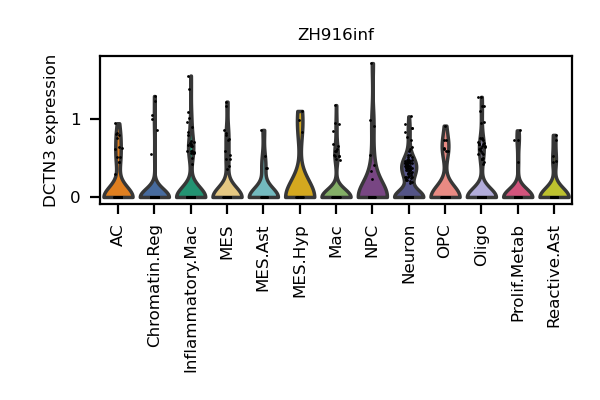 ZH916inf
DCTN3 expression
1
0
AC
Chromatin.Reg
Inflammatory.Mac
MES
MES.Ast
MES.Hyp
Mac
NPC
Neuron
OPC
Oligo
Prolif.Metab
Reactive.Ast